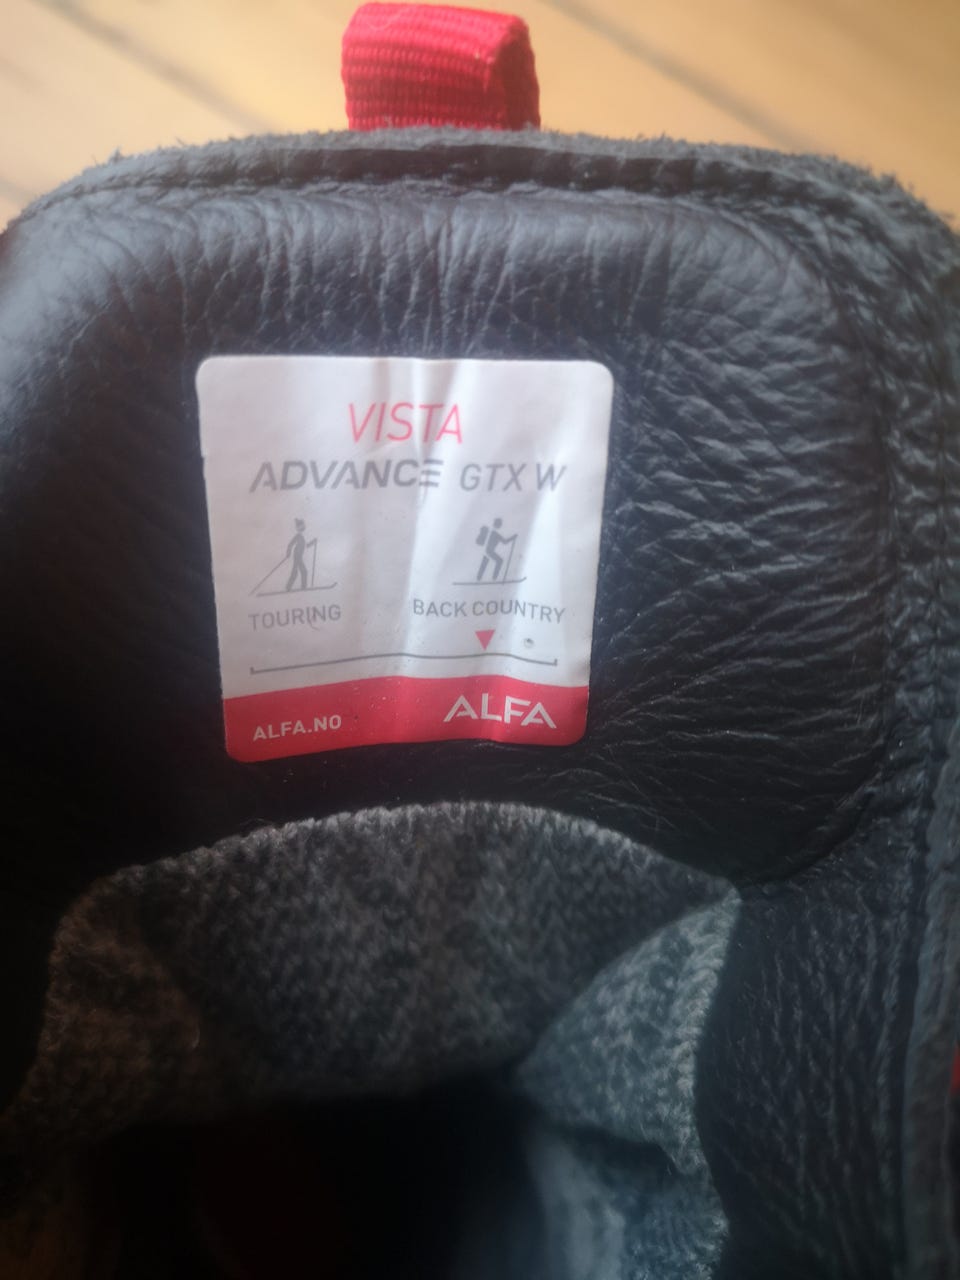 VISTA
ADVANCE GTX W
TOURING BACK COUNTRY
ALFA.NO ALFA